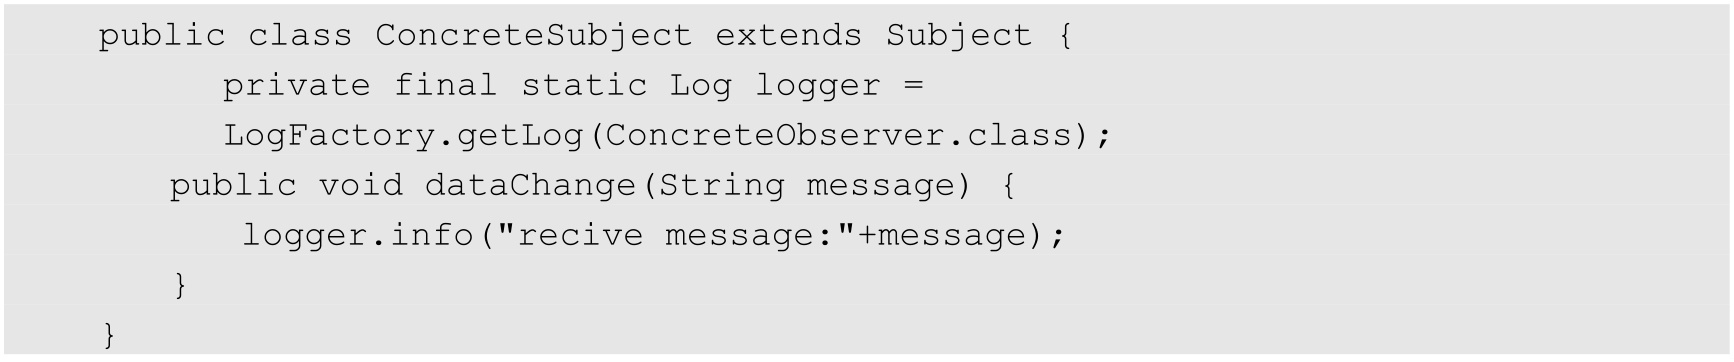 public class ConcreteSubject extends Subject {
private final static Log logger =
LogFactory.getLog(ConcreteObserver.class);
public void dataChange(String message) {
logger.info("recive message:"+message);
}
}